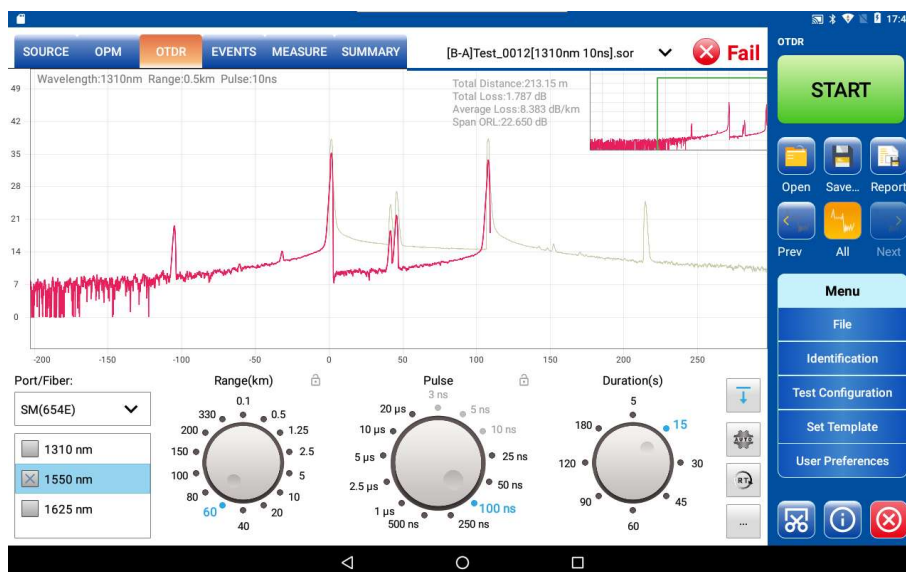 17:4
SOURCE OPM OTDR EVENTS MEASURE SUMMARY
[B-A]Test_0012[1310nm 10ns].sor
Fail
OTDR
START
Wavelength:1310nm Range:0.5km Pulse:10ns
Total Distance:213.15 m
Total Loss:1.787 dB
Average Loss:8.383 dB/km
Span ORL:22.650 dB
49
42
35
28
21
14
7
0
-200 -150 -100 -50 0 50 100 150 200 250
Open Save... Report
Prev All Next
Menu
File
Identification
Test Configuration
Set Template
User Preferences
Port/Fiber:
SM(654E)
1310 nm
1550 nm
1625 nm
Range(km)
0.1
0.5
1.25
2.5
5
10
20
40
60
80
100
150
200
330
Pulse
3 ns
5 ns
10 ns
25 ns
50 ns
100 ns
250 ns
500 ns
1 µs
2.5 µs
5 µs
10 µs
20 µs
Duration(s)
5
15
30
45
60
90
120
180
AUTO
RT
...